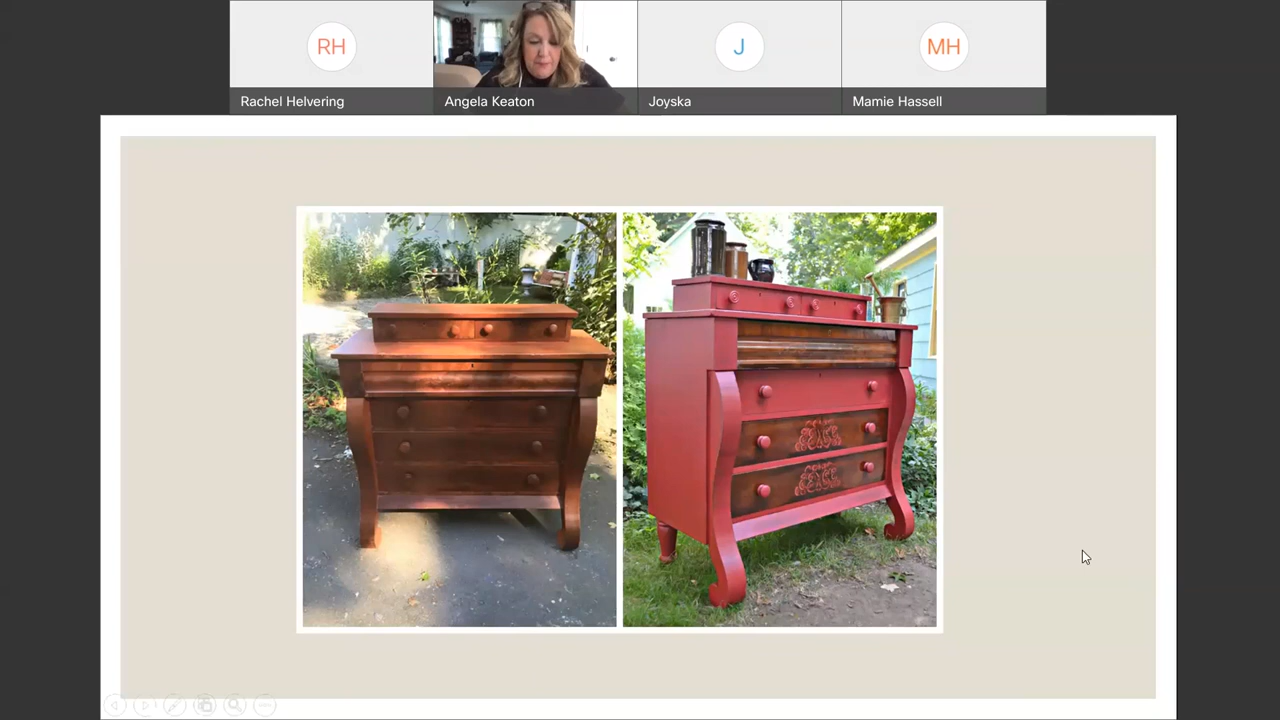 RH
J
MH
Rachel Helvering
Angela Keaton
Joyska
Mamie Hassell